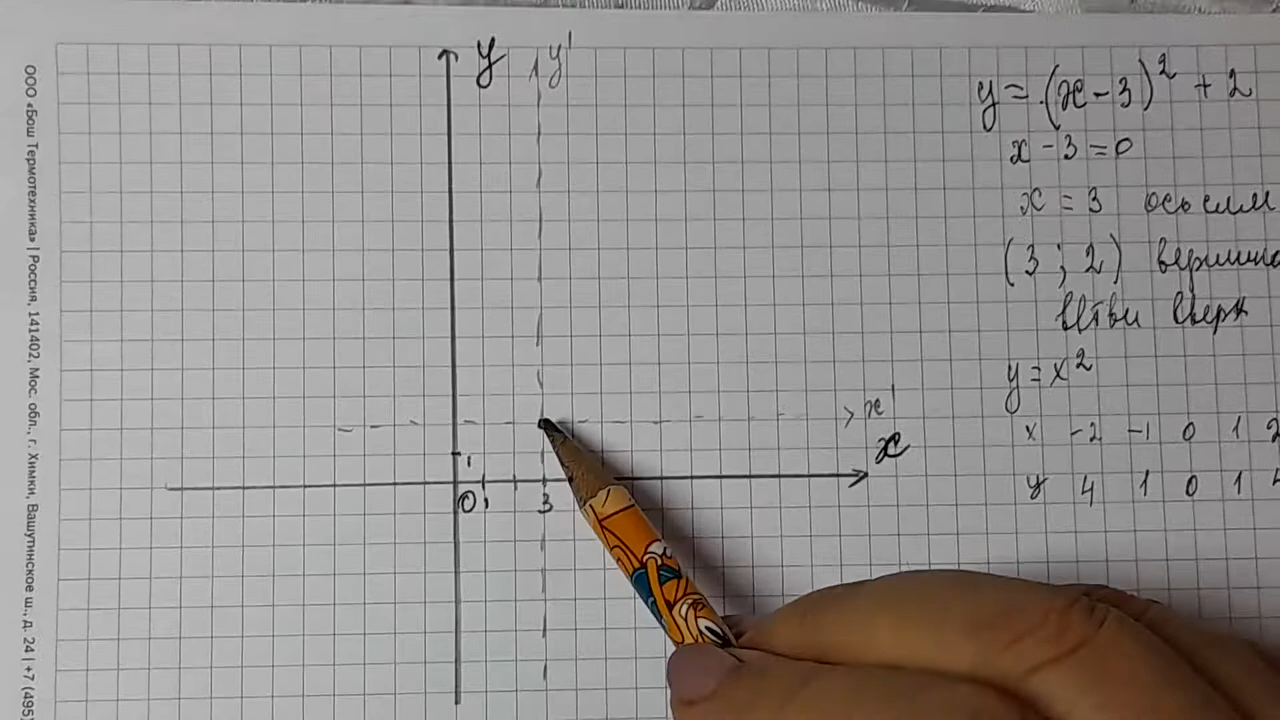 ООО «Бош Термотехника» | Россия, 141402, Мос. обл., г. Химки, Вашутинское ш., д. 24 | +7 (495)
y y'
y = (x - 3)² + 2
x - 3 = 0
x = 3 ось сим
(3 ; 2) вершина
ветви вверх
y = x²
x -2 -1 0 1 2
y 4 1 0 1 4
x'
x
1
0 1 3